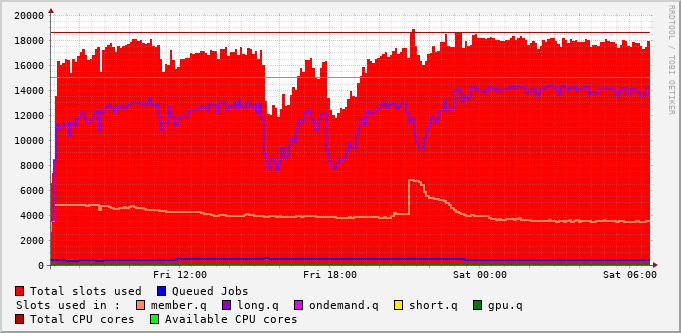 20000
18000
16000
14000
12000
10000
8000
6000
4000
2000
0
Fri 12:00 Fri 18:00 Sat 00:00 Sat 06:00
RRDTOOL / TOBI OETIKER
Total slots used Queued Jobs
Slots used in : member.q long.q ondemand.q short.q gpu.q
Total CPU cores Available CPU cores